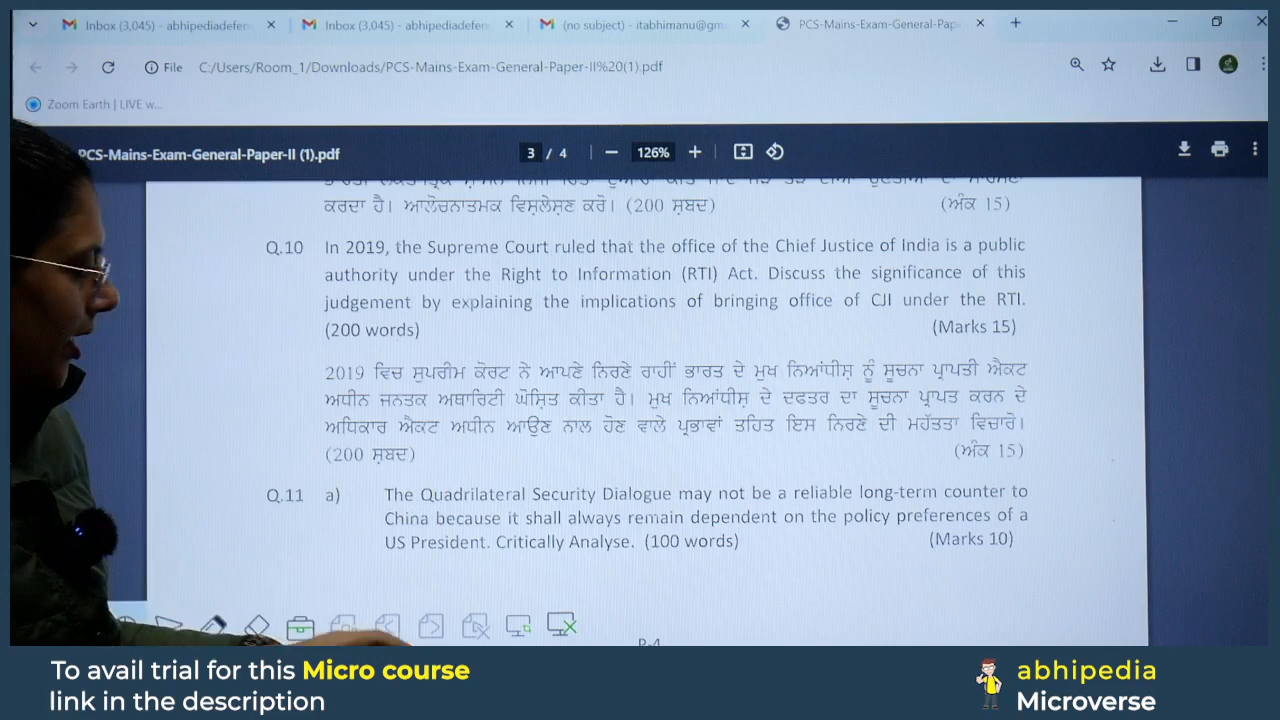 Inbox (3,045) - abhipediadefen
Inbox (3,045) - abhipediadefen
(no subject) - itabhimanu@gm
PCS-Mains-Exam-General-Pap
File C:/Users/Room_1/Downloads/PCS-Mains-Exam-General-Paper-II%20(1).pdf
Zoom Earth | LIVE w...
PCS-Mains-Exam-General-Paper-II (1).pdf
3 / 4 126%
ਕਰਦਾ ਹੈ। ਆਲੋਚਨਾਤਮਕ ਵਿਸ਼ਲੇਸ਼ਣ ਕਰੋ। (200 ਸ਼ਬਦ) (ਅੰਕ 15)
Q.10 In 2019, the Supreme Court ruled that the office of the Chief Justice of India is a public
authority under the Right to Information (RTI) Act. Discuss the significance of this
judgement by explaining the implications of bringing office of CJI under the RTI.
(200 words) (Marks 15)
2019 ਵਿਚ ਸੁਪਰੀਮ ਕੋਰਟ ਨੇ ਆਪਣੇ ਨਿਰਣੇ ਰਾਹੀਂ ਭਾਰਤ ਦੇ ਮੁਖ ਨਿਆਂਧੀਸ਼ ਨੂੰ ਸੂਚਨਾ ਪ੍ਰਾਪਤੀ ਐਕਟ
ਅਧੀਨ ਜਨਤਕ ਅਥਾਰਿਟੀ ਘੋਸ਼ਿਤ ਕੀਤਾ ਹੈ। ਮੁਖ ਨਿਆਂਧੀਸ਼ ਦੇ ਦਫਤਰ ਦਾ ਸੂਚਨਾ ਪ੍ਰਾਪਤ ਕਰਨ ਦੇ
ਅਧਿਕਾਰ ਐਕਟ ਅਧੀਨ ਆਉਣ ਨਾਲ ਹੋਣ ਵਾਲੇ ਪ੍ਰਭਾਵਾਂ ਤਹਿਤ ਇਸ ਨਿਰਣੇ ਦੀ ਮਹੱਤਤਾ ਵਿਚਾਰੋ।
(200 ਸ਼ਬਦ) (ਅੰਕ 15)
Q.11 a) The Quadrilateral Security Dialogue may not be a reliable long-term counter to
China because it shall always remain dependent on the policy preferences of a
US President. Critically Analyse. (100 words) (Marks 10)
To avail trial for this Micro course
link in the description
abhipedia
Microverse